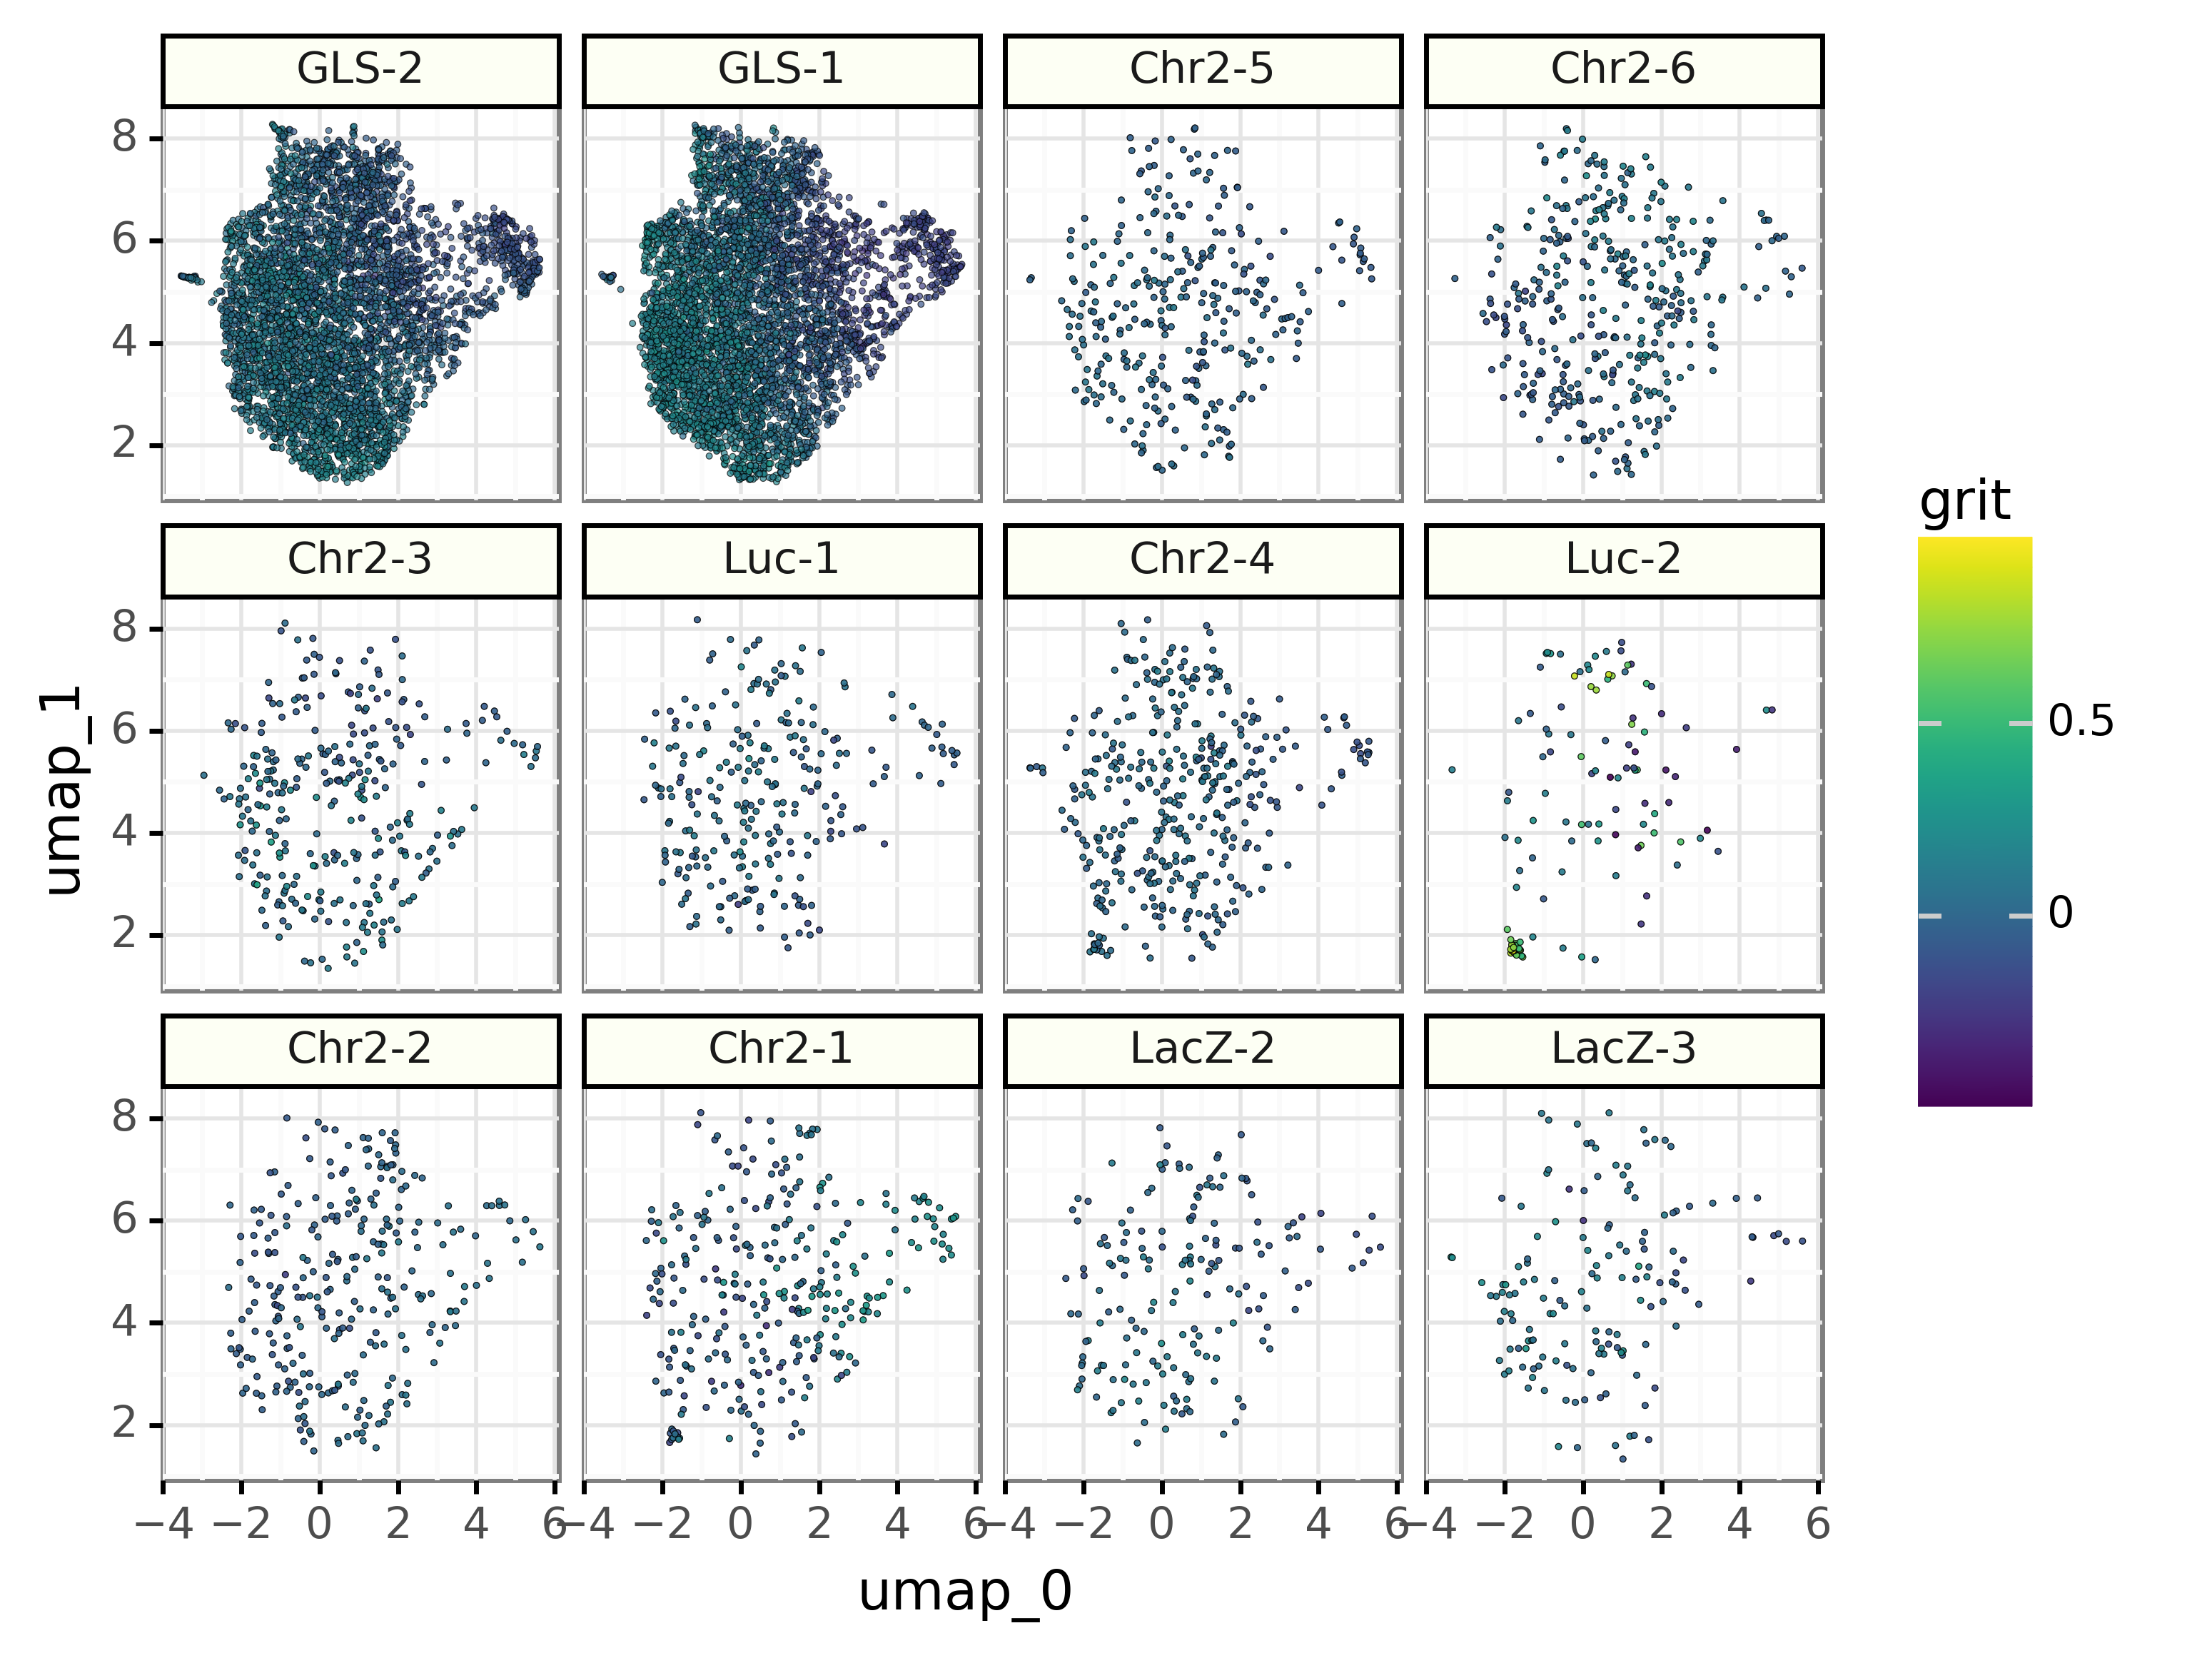 GLS-2 GLS-1 Chr2-5 Chr2-6
8
6
4
2
Chr2-3 Luc-1 Chr2-4 Luc-2
8
6
4
2
Chr2-2 Chr2-1 LacZ-2 LacZ-3
8
6
4
2
−4 −2 0 2 4 6 −4 −2 0 2 4 6 −4 −2 0 2 4 6 −4 −2 0 2 4 6
umap_0
umap_1
grit
0.5
0